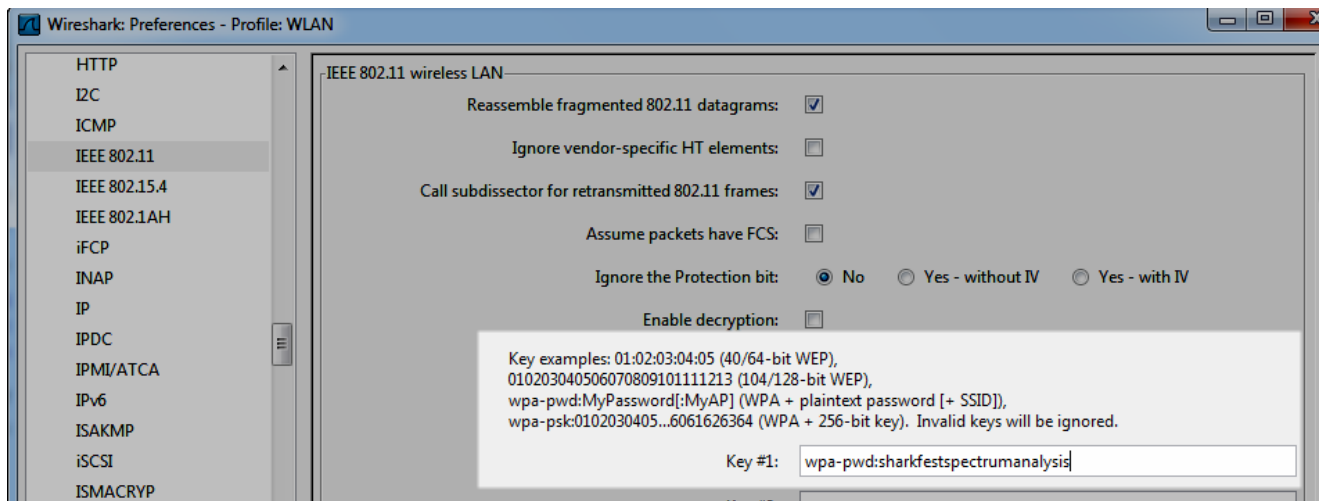 Wireshark: Preferences - Profile: WLAN
HTTP
I2C
ICMP
IEEE 802.11
IEEE 802.15.4
IEEE 802.1AH
iFCP
INAP
IP
IPDC
IPMI/ATCA
IPv6
ISAKMP
iSCSI
ISMACRYP
IEEE 802.11 wireless LAN
Reassemble fragmented 802.11 datagrams:
Ignore vendor-specific HT elements:
Call subdissector for retransmitted 802.11 frames:
Assume packets have FCS:
Ignore the Protection bit: No Yes - without IV Yes - with IV
Enable decryption:
Key examples: 01:02:03:04:05 (40/64-bit WEP),
010203040506070809101111213 (104/128-bit WEP),
wpa-pwd:MyPassword[:MyAP] (WPA + plaintext password [+ SSID]),
wpa-psk:0102030405...6061626364 (WPA + 256-bit key). Invalid keys will be ignored.
Key #1: wpa-pwd:sharkfestspectrumanalysis